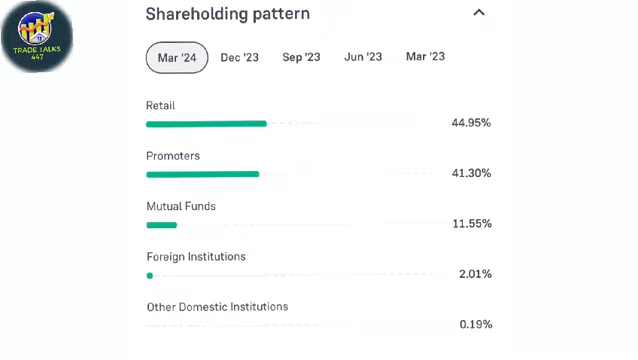 TRADE TALKS
447
Shareholding pattern
Mar '24 Dec '23 Sep '23 Jun '23 Mar '23
Retail
44.95%
Promoters
41.30%
Mutual Funds
11.55%
Foreign Institutions
2.01%
Other Domestic Institutions
0.19%